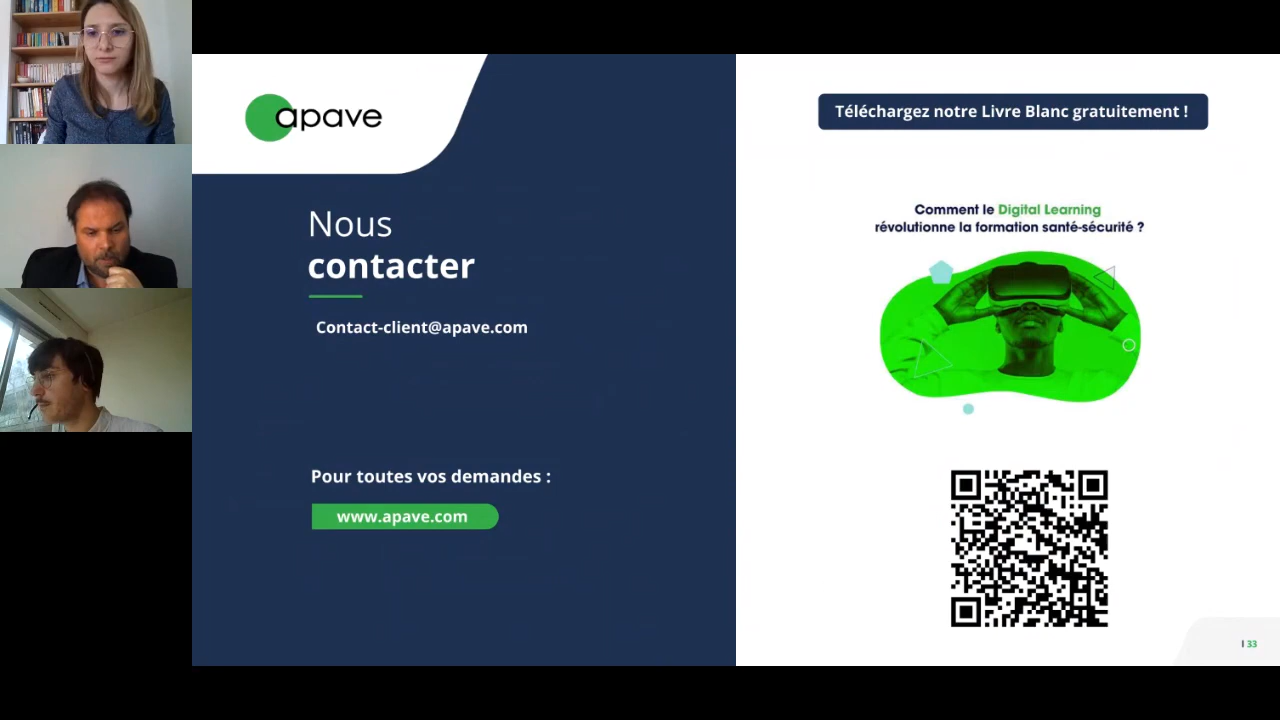 apave
Nous
contacter
Contact-client@apave.com
Pour toutes vos demandes :
www.apave.com
Téléchargez notre Livre Blanc gratuitement !
Comment le Digital Learning
révolutionne la formation santé-sécurité ?
I 33